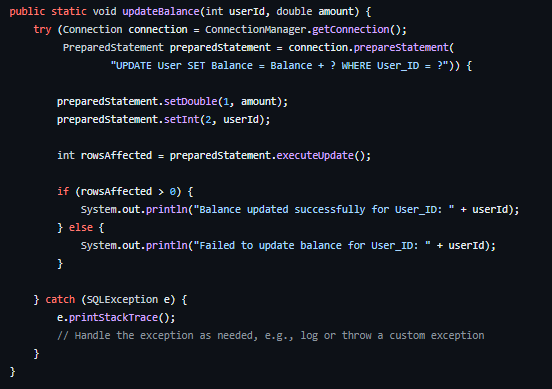 public static void updateBalance(int userId, double amount) {
    try (Connection connection = ConnectionManager.getConnection();
         PreparedStatement preparedStatement = connection.prepareStatement(
                 "UPDATE User SET Balance = Balance + ? WHERE User_ID = ?")) {

        preparedStatement.setDouble(1, amount);
        preparedStatement.setInt(2, userId);

        int rowsAffected = preparedStatement.executeUpdate();

        if (rowsAffected > 0) {
            System.out.println("Balance updated successfully for User_ID: " + userId);
        } else {
            System.out.println("Failed to update balance for User_ID: " + userId);
        }

    } catch (SQLException e) {
        e.printStackTrace();
        // Handle the exception as needed, e.g., log or throw a custom exception
    }
}